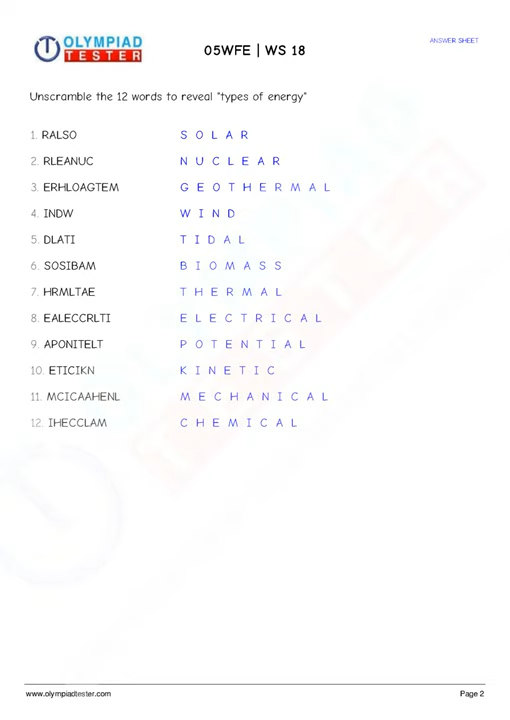 OLYMPIAD
TESTER
05WFE | WS 18
ANSWER SHEET
Unscramble the 12 words to reveal "types of energy"
1. RALSO S O L A R
2. RLEANUC N U C L E A R
3. ERHLOAGTEM G E O T H E R M A L
4. INDW W I N D
5. DLATI T I D A L
6. SOSIBAM B I O M A S S
7. HRMLTAE T H E R M A L
8. EALECCRLTI E L E C T R I C A L
9. APONITELT P O T E N T I A L
10. ETICIKN K I N E T I C
11. MCICAAHENL M E C H A N I C A L
12. IHECCLAM C H E M I C A L
www.olympiadtester.com Page 2